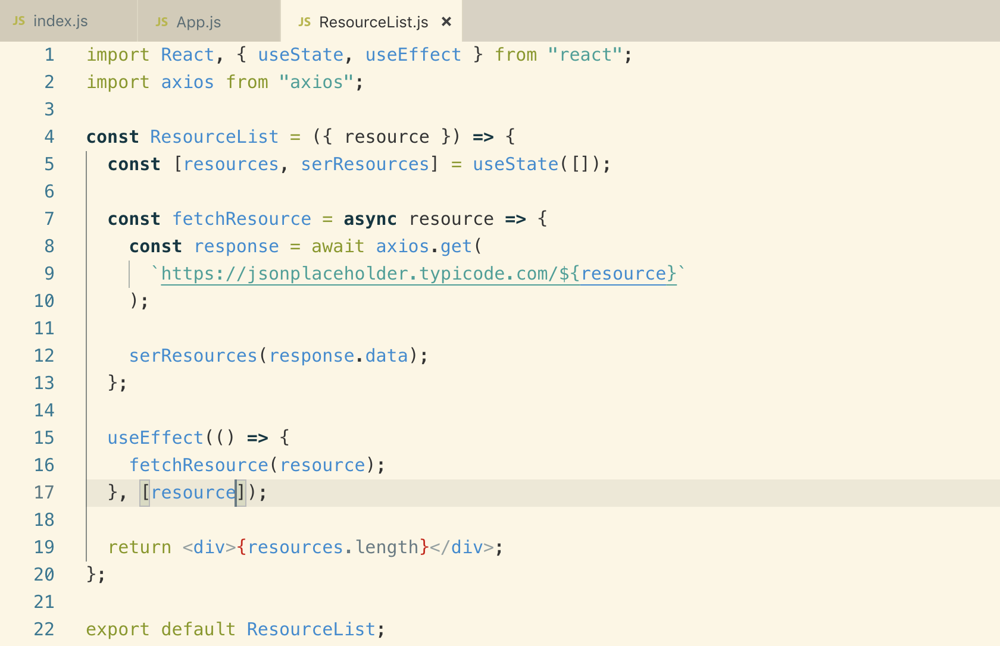 JS index.js JS App.js JS ResourceList.js ×
1 import React, { useState, useEffect } from "react";
2 import axios from "axios";
3
4 const ResourceList = ({ resource }) => {
5 const [resources, serResources] = useState([]);
6
7 const fetchResource = async resource => {
8 const response = await axios.get(
9 `https://jsonplaceholder.typicode.com/${resource}`
10 );
11
12 serResources(response.data);
13 };
14
15 useEffect(() => {
16 fetchResource(resource);
17 }, [resource]);
18
19 return <div>{resources.length}</div>;
20 };
21
22 export default ResourceList;